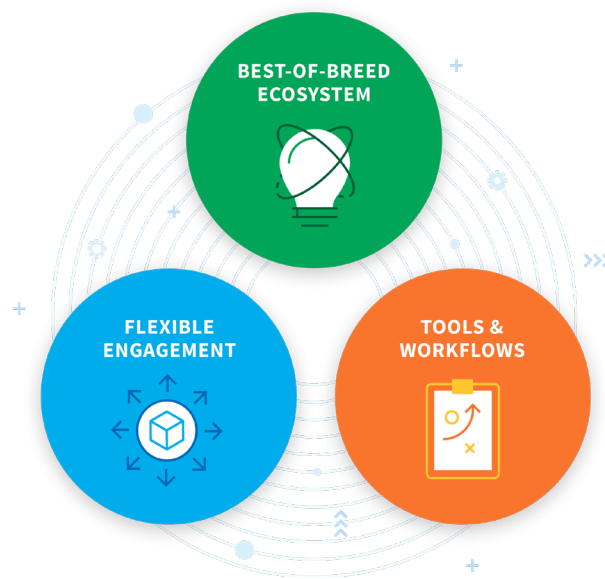 BEST-OF-BREED
ECOSYSTEM
FLEXIBLE
ENGAGEMENT
TOOLS &
WORKFLOWS